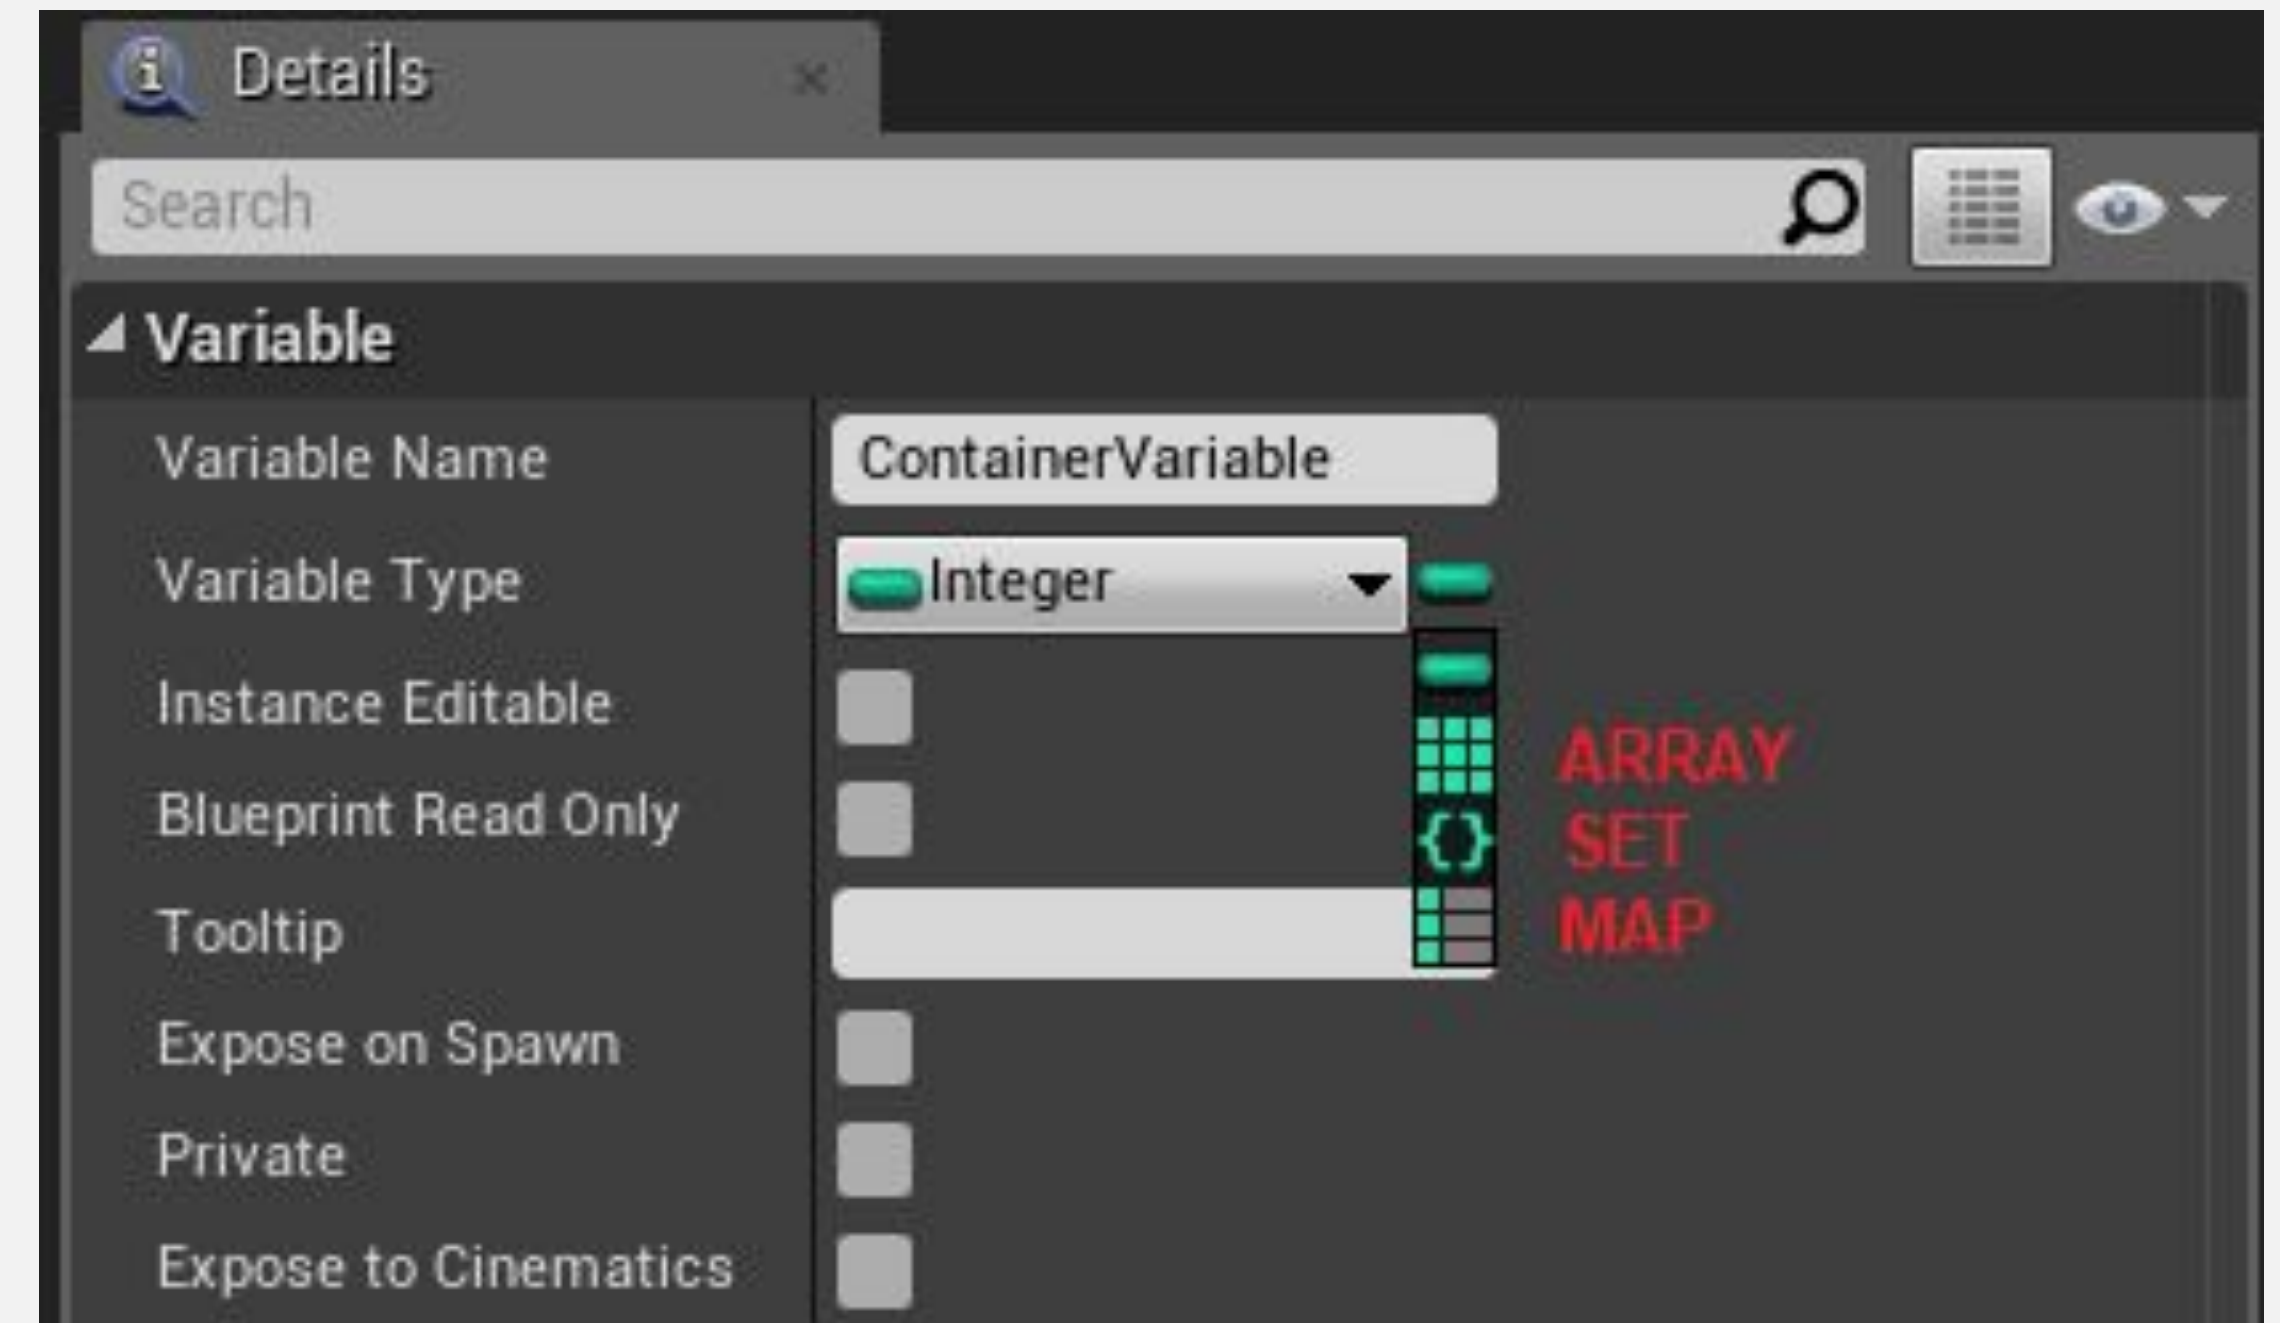 Details
Search
Variable
Variable Name ContainerVariable
Variable Type Integer
Instance Editable
ARRAY
Blueprint Read Only
SET
Tooltip
MAP
Expose on Spawn
Private
Expose to Cinematics